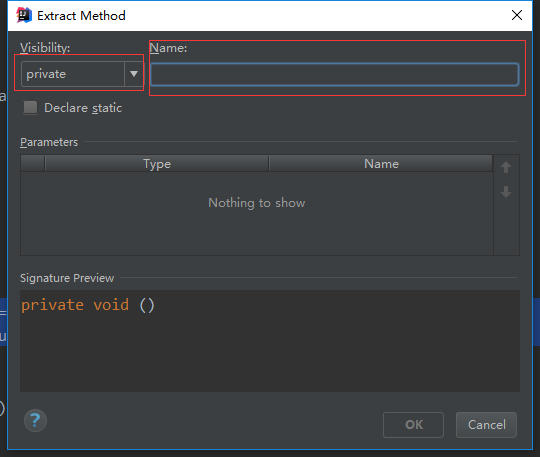 Extract Method
Visibility:
Name:
private
Declare static
Parameters
Type
Name
Nothing to show
Signature Preview
private void ()
?
OK
Cancel